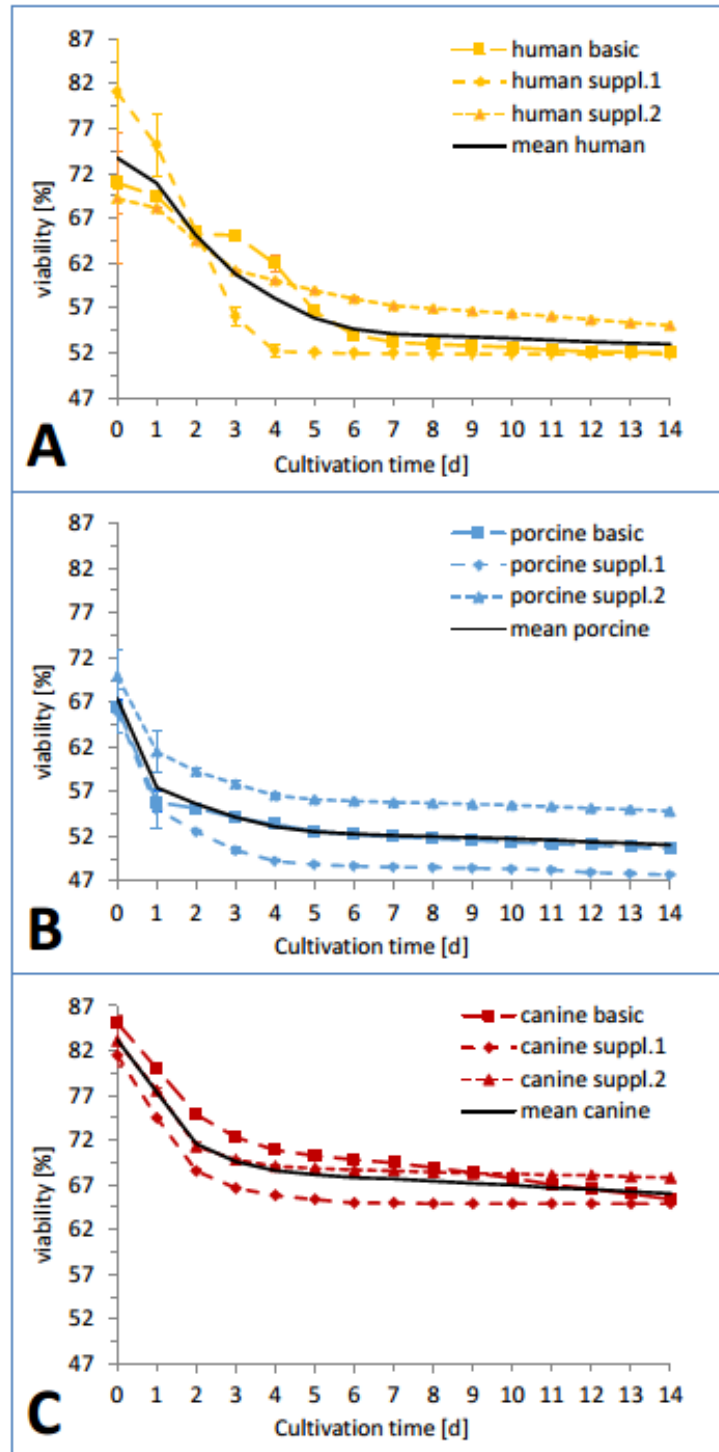 87
82
77
72
67
62
57
52
47
viability [%]
human basic
human suppl.1
human suppl.2
mean human
0 1 2 3 4 5 6 7 8 9 10 11 12 13 14
Cultivation time [d]
A
87
82
77
72
67
62
57
52
47
viability [%]
porcine basic
porcine suppl.1
porcine suppl.2
mean porcine
0 1 2 3 4 5 6 7 8 9 10 11 12 13 14
Cultivation time [d]
B
87
82
77
72
67
62
57
52
47
viability [%]
canine basic
canine suppl.1
canine suppl.2
mean canine
0 1 2 3 4 5 6 7 8 9 10 11 12 13 14
Cultivation time [d]
C